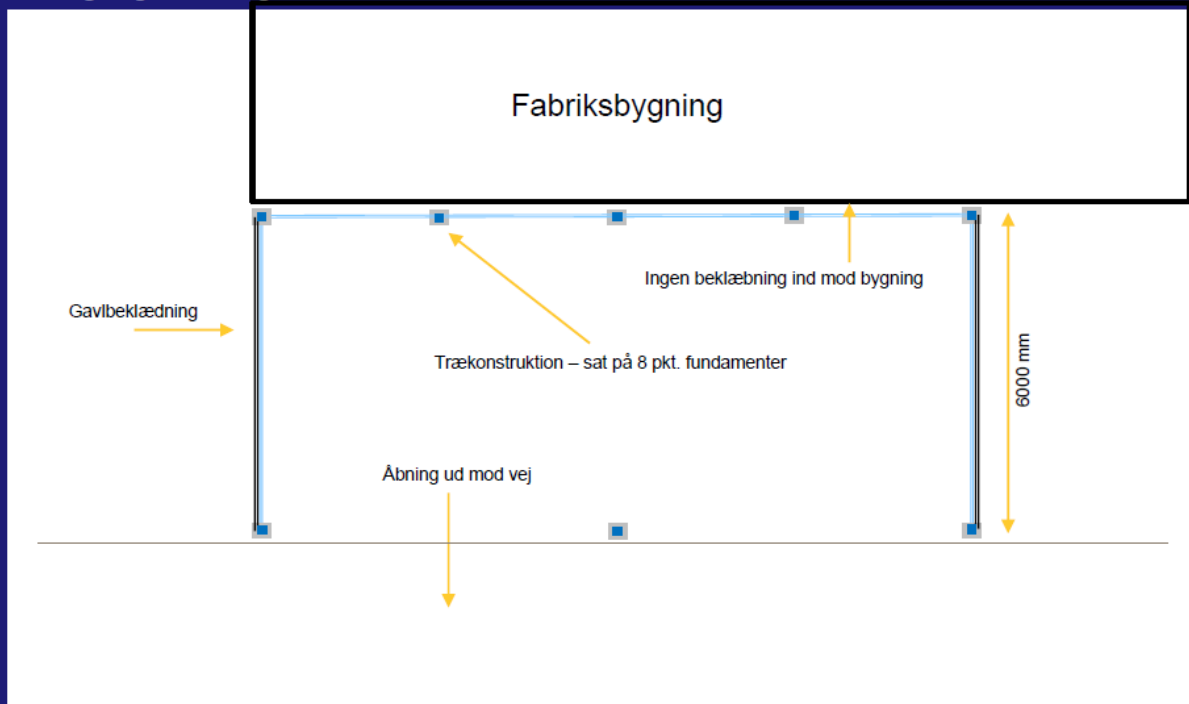 Fabriksbygning
Ingen beklæbning ind mod bygning
Gavlbeklædning
Trækonstruktion – sat på 8 pkt. fundamenter
6000 mm
Åbning ud mod vej